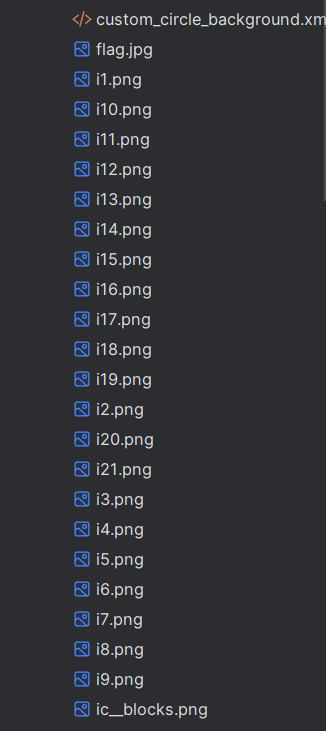 custom_circle_background.xm
flag.jpg
i1.png
i10.png
i11.png
i12.png
i13.png
i14.png
i15.png
i16.png
i17.png
i18.png
i19.png
i2.png
i20.png
i21.png
i3.png
i4.png
i5.png
i6.png
i7.png
i8.png
i9.png
ic__blocks.png